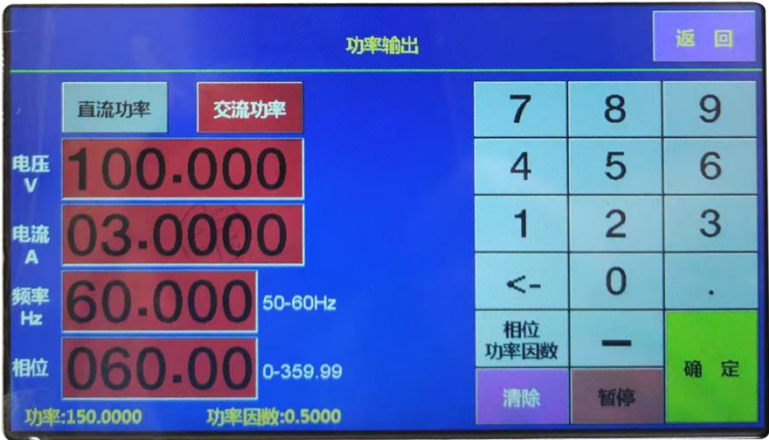 功率输出
返 回
直流功率 交流功率
电压
V
100.000
电流
A
03.0000
频率
Hz
60.000
50-60Hz
相位
060.00
0-359.99
功率:150.0000 功率因数:0.5000
7 8 9
4 5 6
1 2 3
<- 0 .
相位
功率因数
-
确 定
清除 暂停